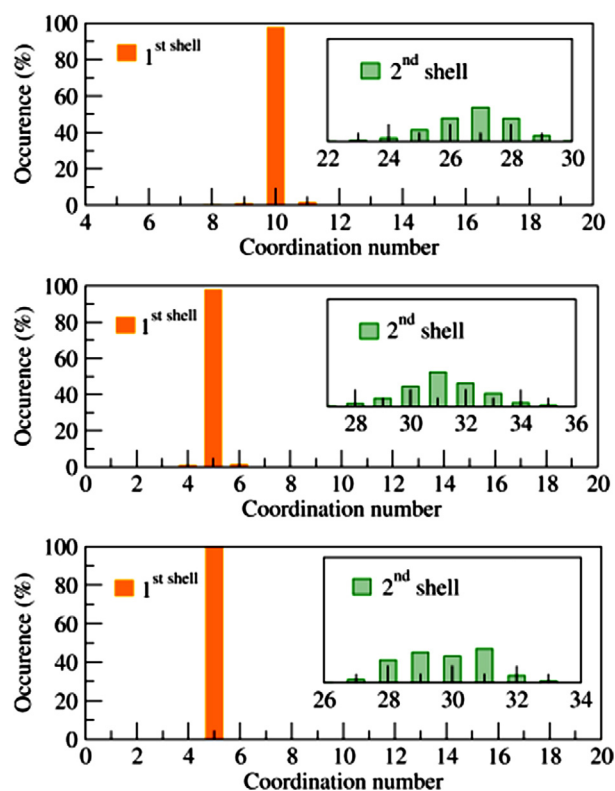 100
80
60
40
20
0
Occurence (%)
1st shell
2nd shell
22 24 26 28 30
4 6 8 10 12 14 16 18 20
Coordination number
100
80
60
40
20
0
Occurence (%)
1st shell
2nd shell
28 30 32 34 36
0 2 4 6 8 10 12 14 16 18 20
Coordination number
100
80
60
40
20
0
Occurence (%)
1st shell
2nd shell
26 28 30 32 34
0 2 4 6 8 10 12 14 16 18 20
Coordination number